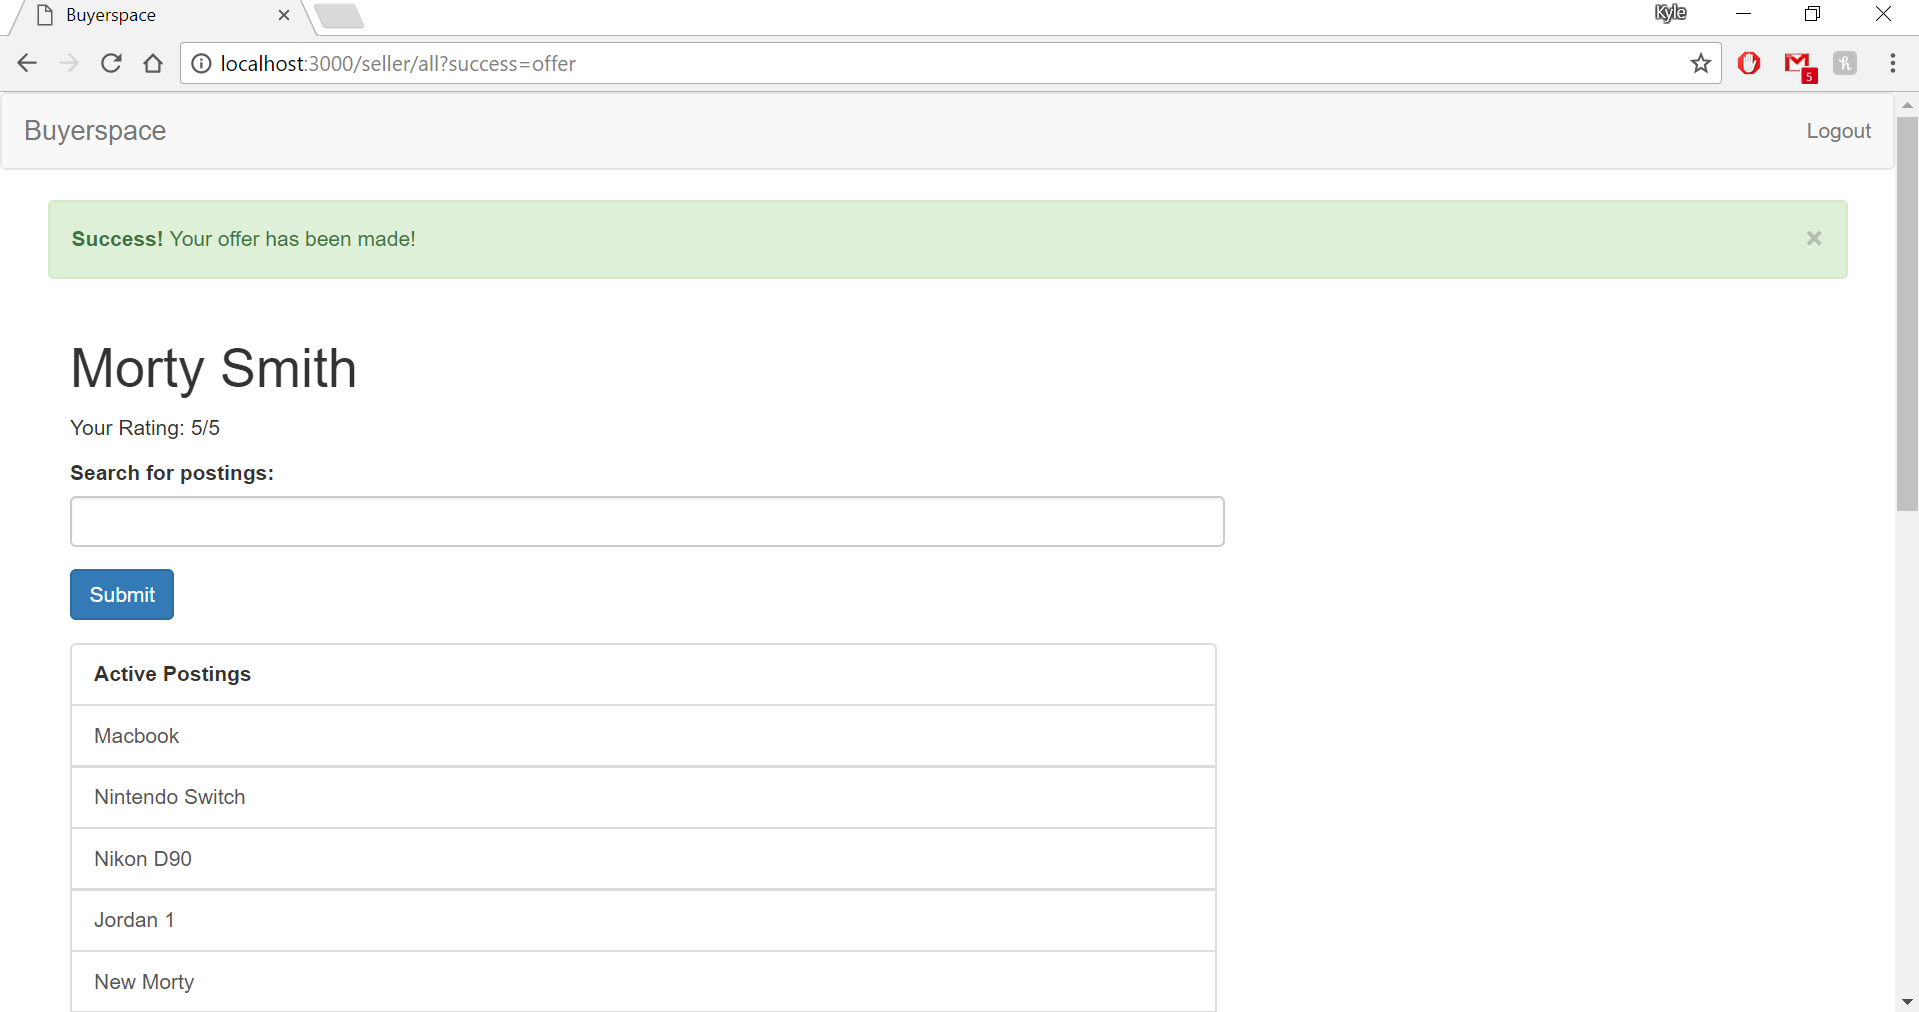 Buyerspace
Kyle
localhost:3000/seller/all?success=offer
5
h
Buyerspace
Logout
Success! Your offer has been made!
×
Morty Smith
Your Rating: 5/5
Search for postings:
Submit
Active Postings
Macbook
Nintendo Switch
Nikon D90
Jordan 1
New Morty